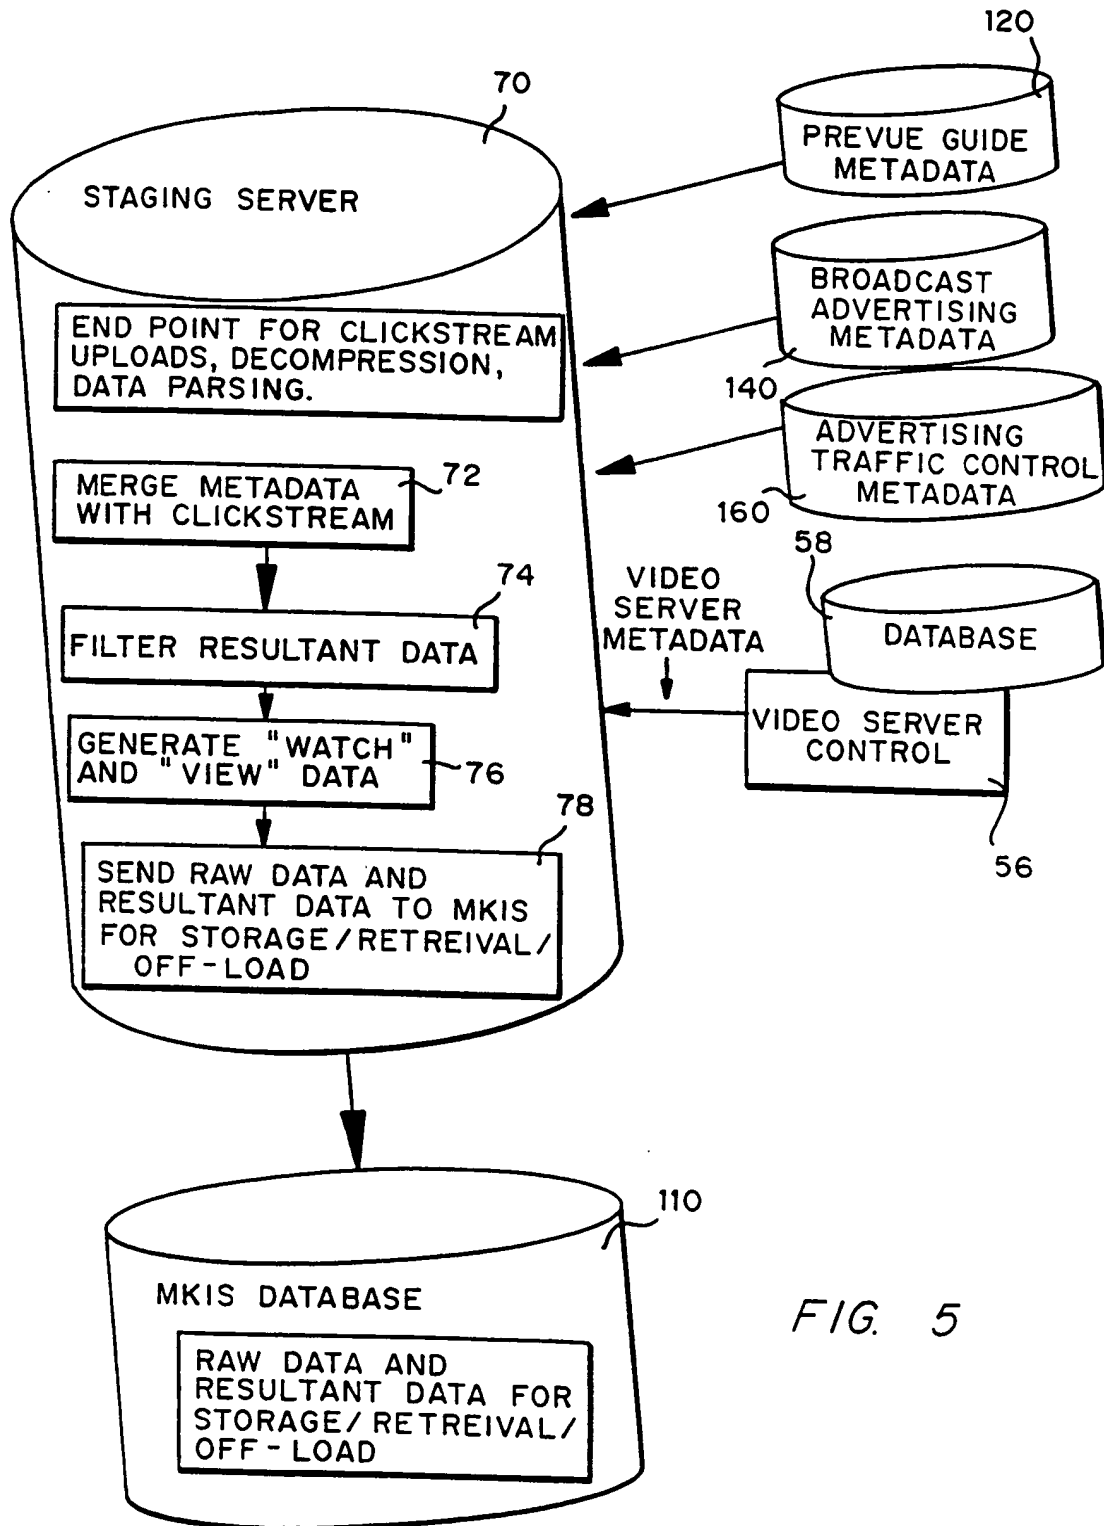 120
70
PREVUE GUIDE
METADATA
STAGING SERVER
BROADCAST
ADVERTISING
METADATA
140
END POINT FOR CLICKSTREAM
UPLOADS, DECOMPRESSION,
DATA PARSING.
ADVERTISING
TRAFFIC CONTROL
METADATA
160
MERGE METADATA
WITH CLICKSTREAM
72
58
DATABASE
VIDEO
SERVER
METADATA
74
FILTER RESULTANT DATA
VIDEO SERVER
CONTROL
56
GENERATE "WATCH"
AND "VIEW" DATA
76
78
SEND RAW DATA AND
RESULTANT DATA TO MKIS
FOR STORAGE/RETREIVAL/
OFF-LOAD
110
MKIS DATABASE
RAW DATA AND
RESULTANT DATA FOR
STORAGE/RETREIVAL/
OFF-LOAD
FIG. 5